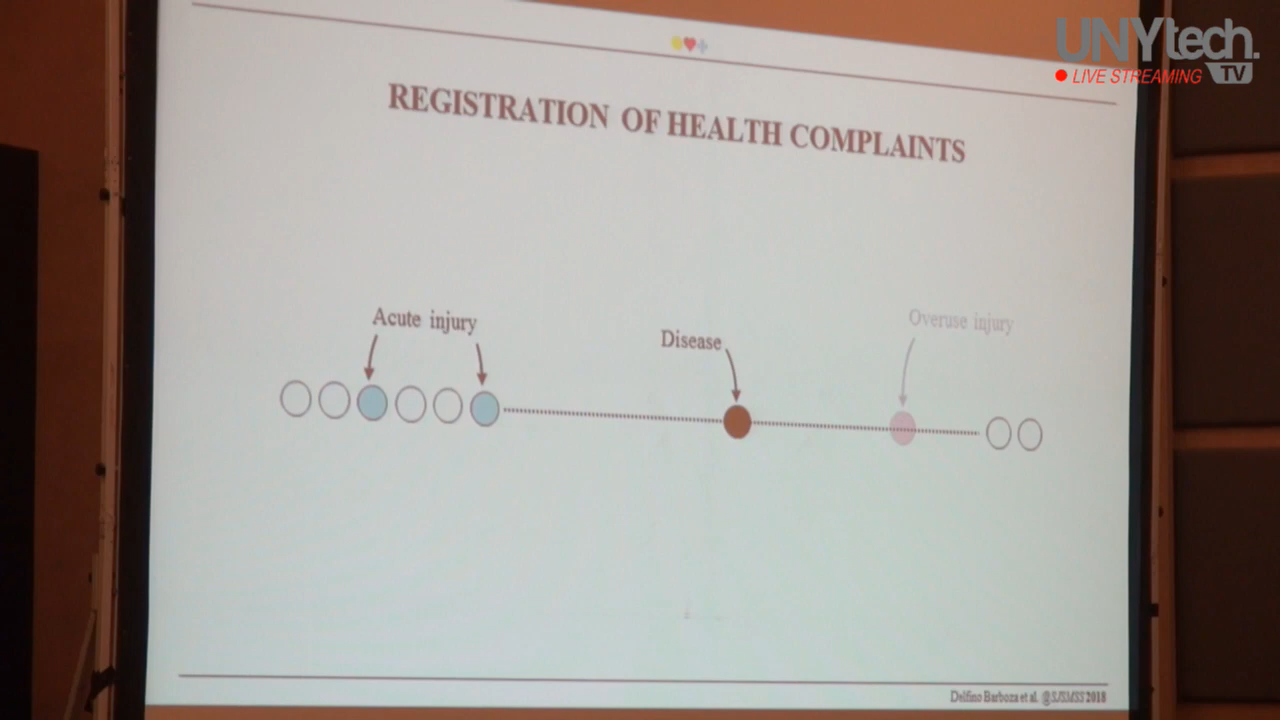 UNYtech.
LIVE STREAMING TV
REGISTRATION OF HEALTH COMPLAINTS
Acute injury
Disease
Overuse injury
Delfino Barboza et al. @SJSMSS 2018